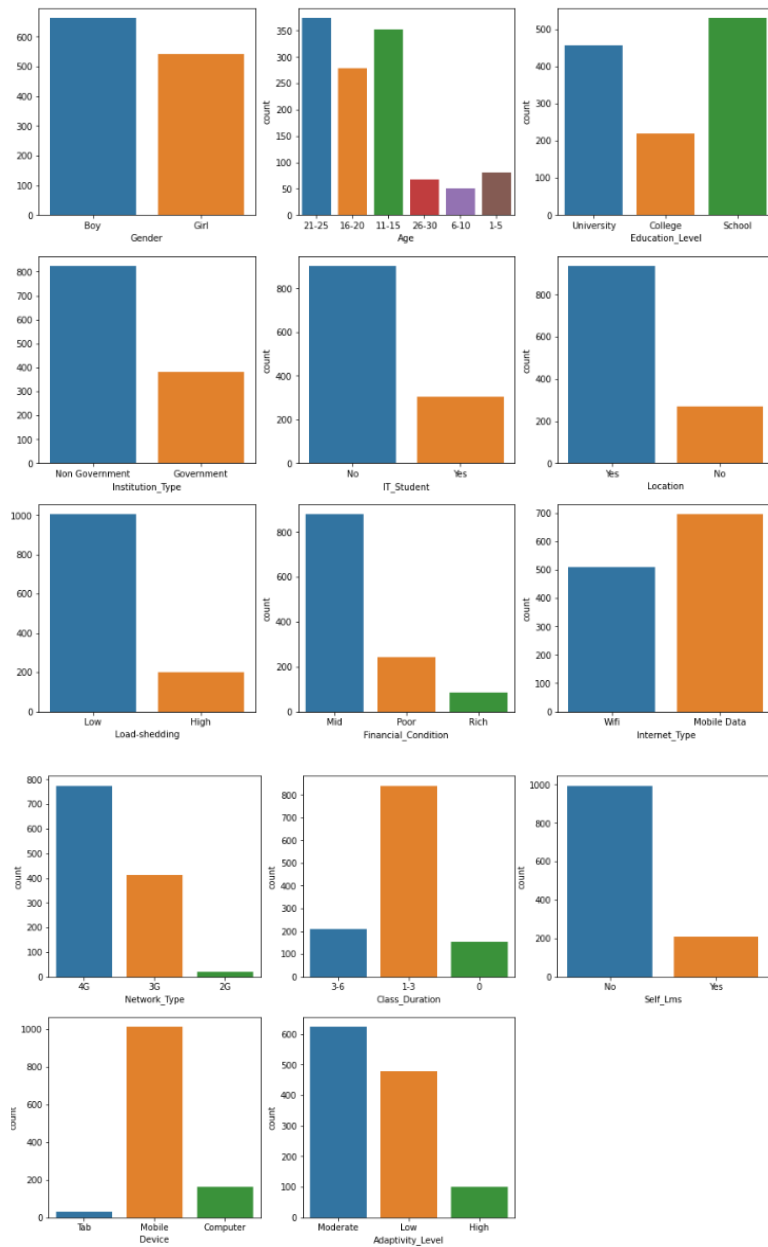 600
500
400
300
200
100
0
Boy Girl
Gender
count
350
300
250
200
150
100
50
0
21-25 16-20 11-15 26-30 6-10 1-5
Age
count
500
400
300
200
100
0
University College School
Education_Level
800
700
600
500
400
300
200
100
0
Non Government Government
Institution_Type
count
800
600
400
200
0
No Yes
IT_Student
count
800
600
400
200
0
Yes No
Location
1000
800
600
400
200
0
Low High
Load-shedding
count
800
600
400
200
0
Mid Poor Rich
Financial_Condition
count
700
600
500
400
300
200
100
0
Wifi Mobile Data
Internet_Type
count
800
700
600
500
400
300
200
100
0
4G 3G 2G
Network_Type
count
800
700
600
500
400
300
200
100
0
3-6 1-3 0
Class_Duration
count
1000
800
600
400
200
0
No Yes
Self_Lms
count
1000
800
600
400
200
0
Tab Mobile Computer
Device
count
600
500
400
300
200
100
0
Moderate Low High
Adaptivity_Level